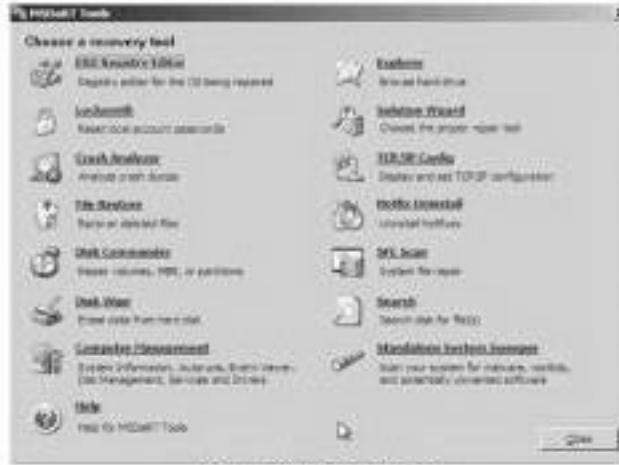 MSDaRT Tools
Choose a recovery tool
ERD Registry Editor
Registry editor for the OS being repaired
Locksmith
Reset local account passwords
Crash Analyzer
Analyze crash dumps
File Restore
Restore deleted files
Disk Commander
Repair volumes, MBR, or partitions
Disk Wipe
Erase data from hard disk
Computer Management
System Information, Autoruns, Event Viewer,
Disk Management, Services and Drivers
Help
Help for MSDaRT Tools
Explorer
Browse hard drive
Solution Wizard
Choose the proper repair tool
TCP/IP Config
Display and set TCP/IP configuration
Hotfix Uninstall
Uninstall hotfixes
SFC Scan
System file repair
Search
Search disk for file(s)
Standalone System Sweeper
Scan your system for malware, rootkits,
and potentially unwanted software
Close